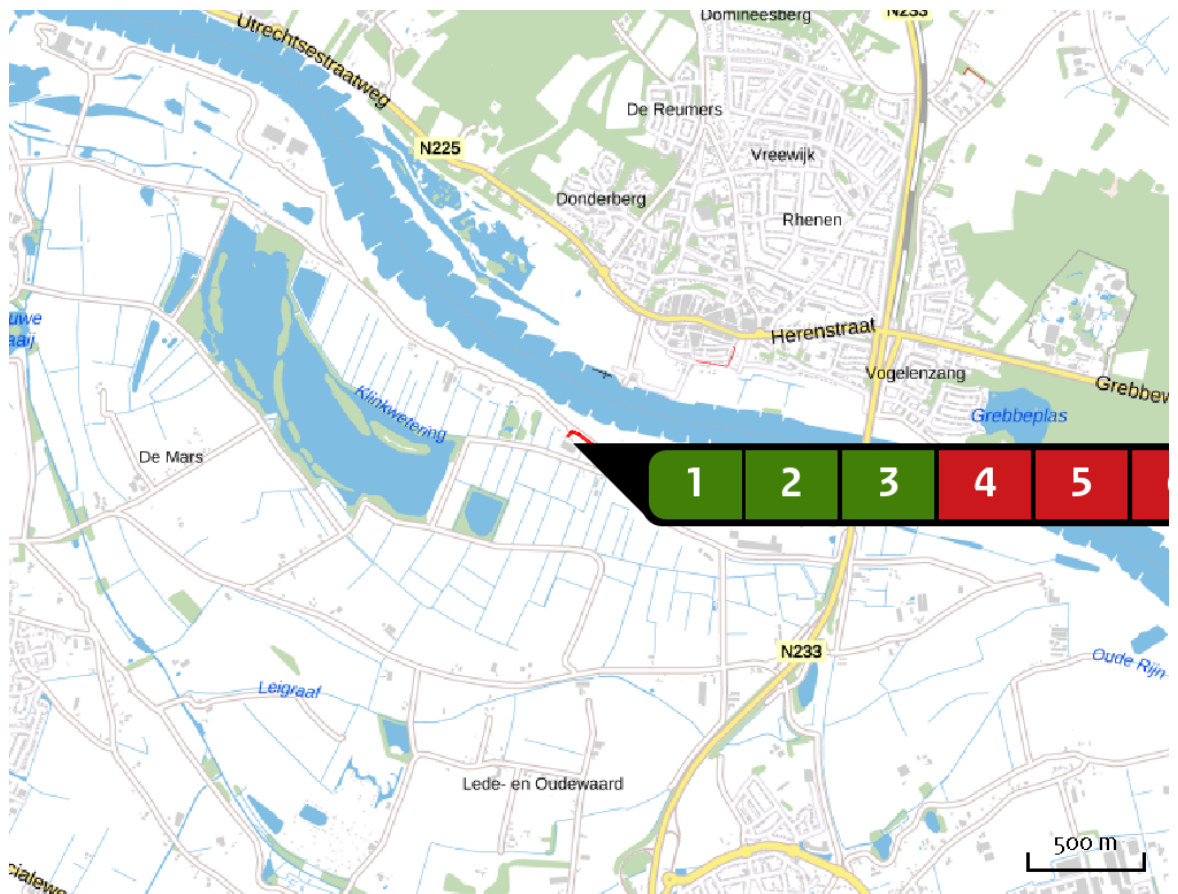 Domineesberg
N233
Utrechtsestraatweg
De Reumers
N225
Vreewijk
Donderberg
Rhenen
Herenstraat
Vogelenzang
Grebbew
uwe
aaij
Klinkwetering
Grebbeplas
De Mars
1 2 3 4 5
N233
Oude Rijn
Leigraaf
Lede- en Oudewaard
500 m
ciatewe